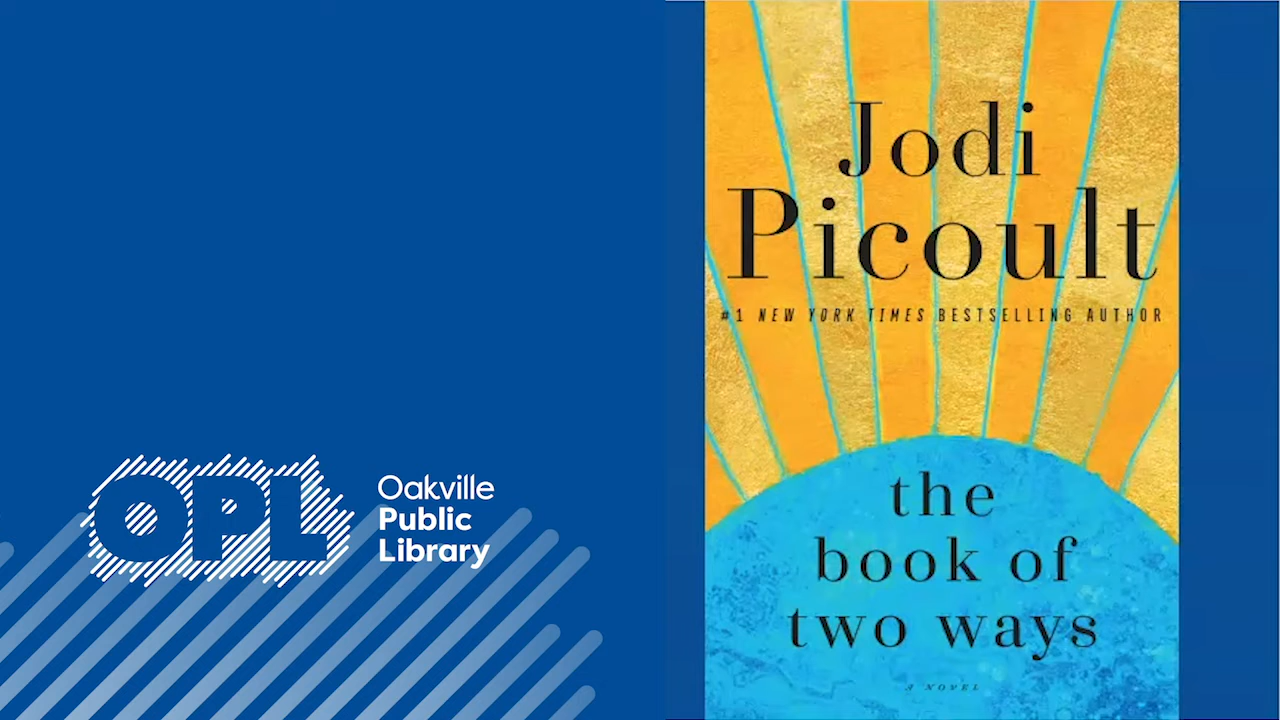 OPL
Oakville
Public
Library
Jodi
Picoult
#1 NEW YORK TIMES BESTSELLING AUTHOR
the
book of
two ways
A NOVEL